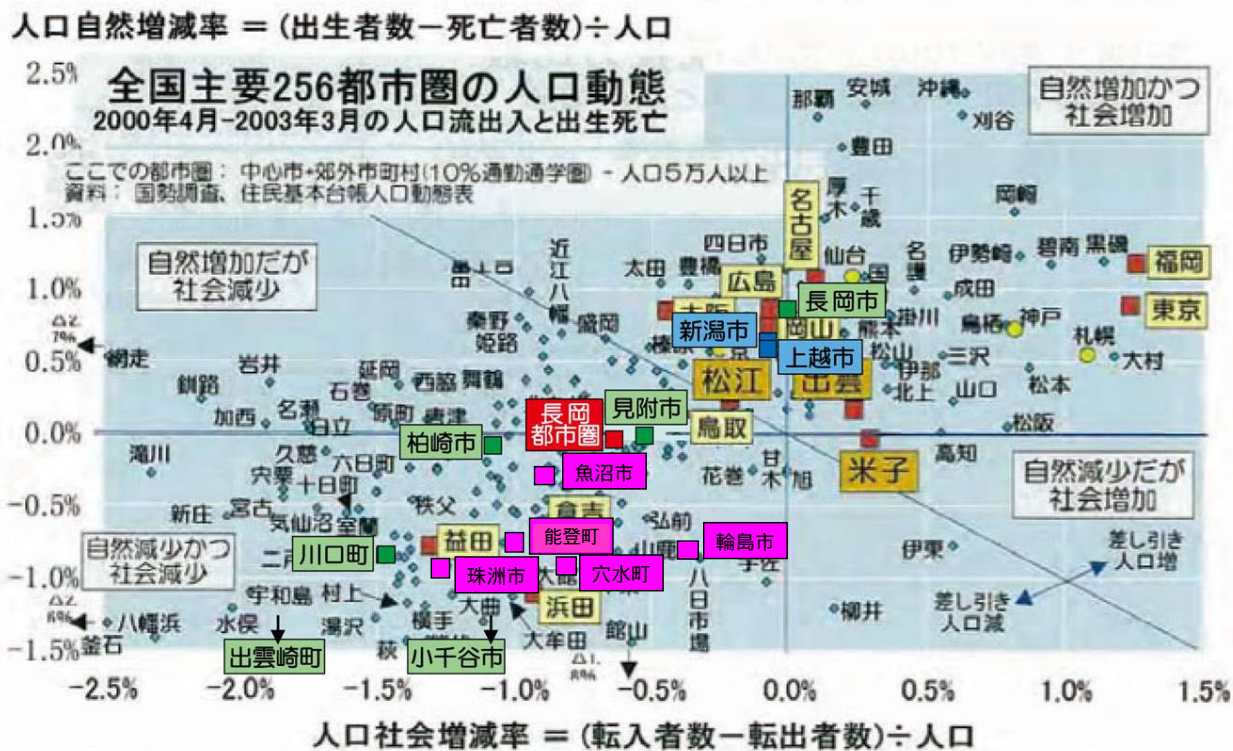 人口自然増減率 = (出生者数-死亡者数)÷人口
全国主要256都市圏の人口動態
2000年4月-2003年3月の人口流出入と出生死亡
ここでの都市圏: 中心市+郊外市町村(10%通勤通学圏) - 人口5万人以上
資料: 国勢調査、住民基本台帳人口動態表
2.5%
2.0%
1.5%
1.0%
0.5%
0.0%
-0.5%
-1.0%
-1.5%
自然増加かつ
社会増加
自然増加だが
社会減少
自然減少だが
社会増加
自然減少かつ
社会減少
那覇
安城
沖縄
刈谷
豊田
厚木
千歳
岡崎
名古屋
四日市
仙台
名護
伊勢崎
碧南
黒磯
福岡
近江八幡
太田
豊橋
広島
国
成田
東京
長岡市
秦野
盛岡
新潟市
岡山
熊本
掛川
鳥栖
神戸
札幌
姫路
上越市
松山
三沢
大村
網走
岩井
延岡
西脇
舞鶴
松江
出雲
伊那
北上
山口
松本
釧路
石巻
加西
名瀬
日立
原町
唐津
長岡
都市圏
見附市
鳥取
松阪
柏崎市
滝川
久慈
六日町
魚沼市
花巻
甘木
旭
米子
高知
宍粟
十日町
新庄
宮古
気仙沼
室蘭
秩父
倉吉
弘前
川口町
益田
能登町
山鹿
輪島市
伊東
差し引き
人口増
珠洲市
大館
穴水町
宇佐
宇和島
村上
大曲
浜田
八日市場
柳井
差し引き
人口減
八幡浜
釜石
水俣
湯沢
横手
萩
大牟田
館山
出雲崎町
小千谷市
-2.5%
-2.0%
-1.5%
-1.0%
-0.5%
0.0%
0.5%
1.0%
1.5%
人口社会増減率 = (転入者数-転出者数)÷人口